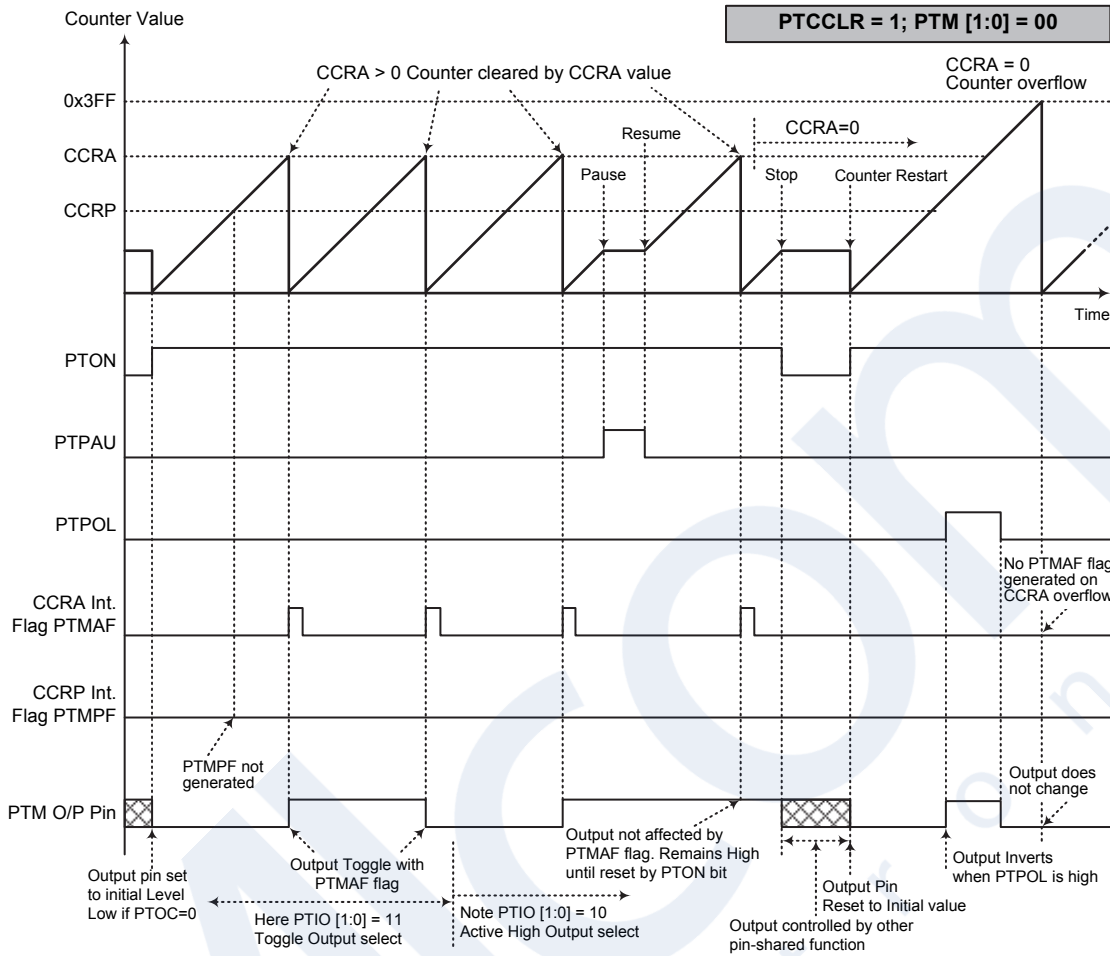 Counter Value
PTCCLR = 1; PTM [1:0] = 00
CCRA > 0 Counter cleared by CCRA value
CCRA = 0
Counter overflow
0x3FF
CCRA=0
Resume
CCRA
Pause
Stop
Counter Restart
CCRP
Time
PTON
PTPAU
PTPOL
No PTMAF flag
generated on
CCRA overflow
CCRA Int.
Flag PTMAF
CCRP Int.
Flag PTMPF
PTMPF not
generated
Output does
not change
PTM O/P Pin
Output pin set
to initial Level
Low if PTOC=0
Output Toggle with
PTMAF flag
Output not affected by
PTMAF flag. Remains High
until reset by PTON bit
Output Inverts
when PTPOL is high
Output Pin
Reset to Initial value
Here PTIO [1:0] = 11
Toggle Output select
Note PTIO [1:0] = 10
Active High Output select
Output controlled by other
pin-shared function